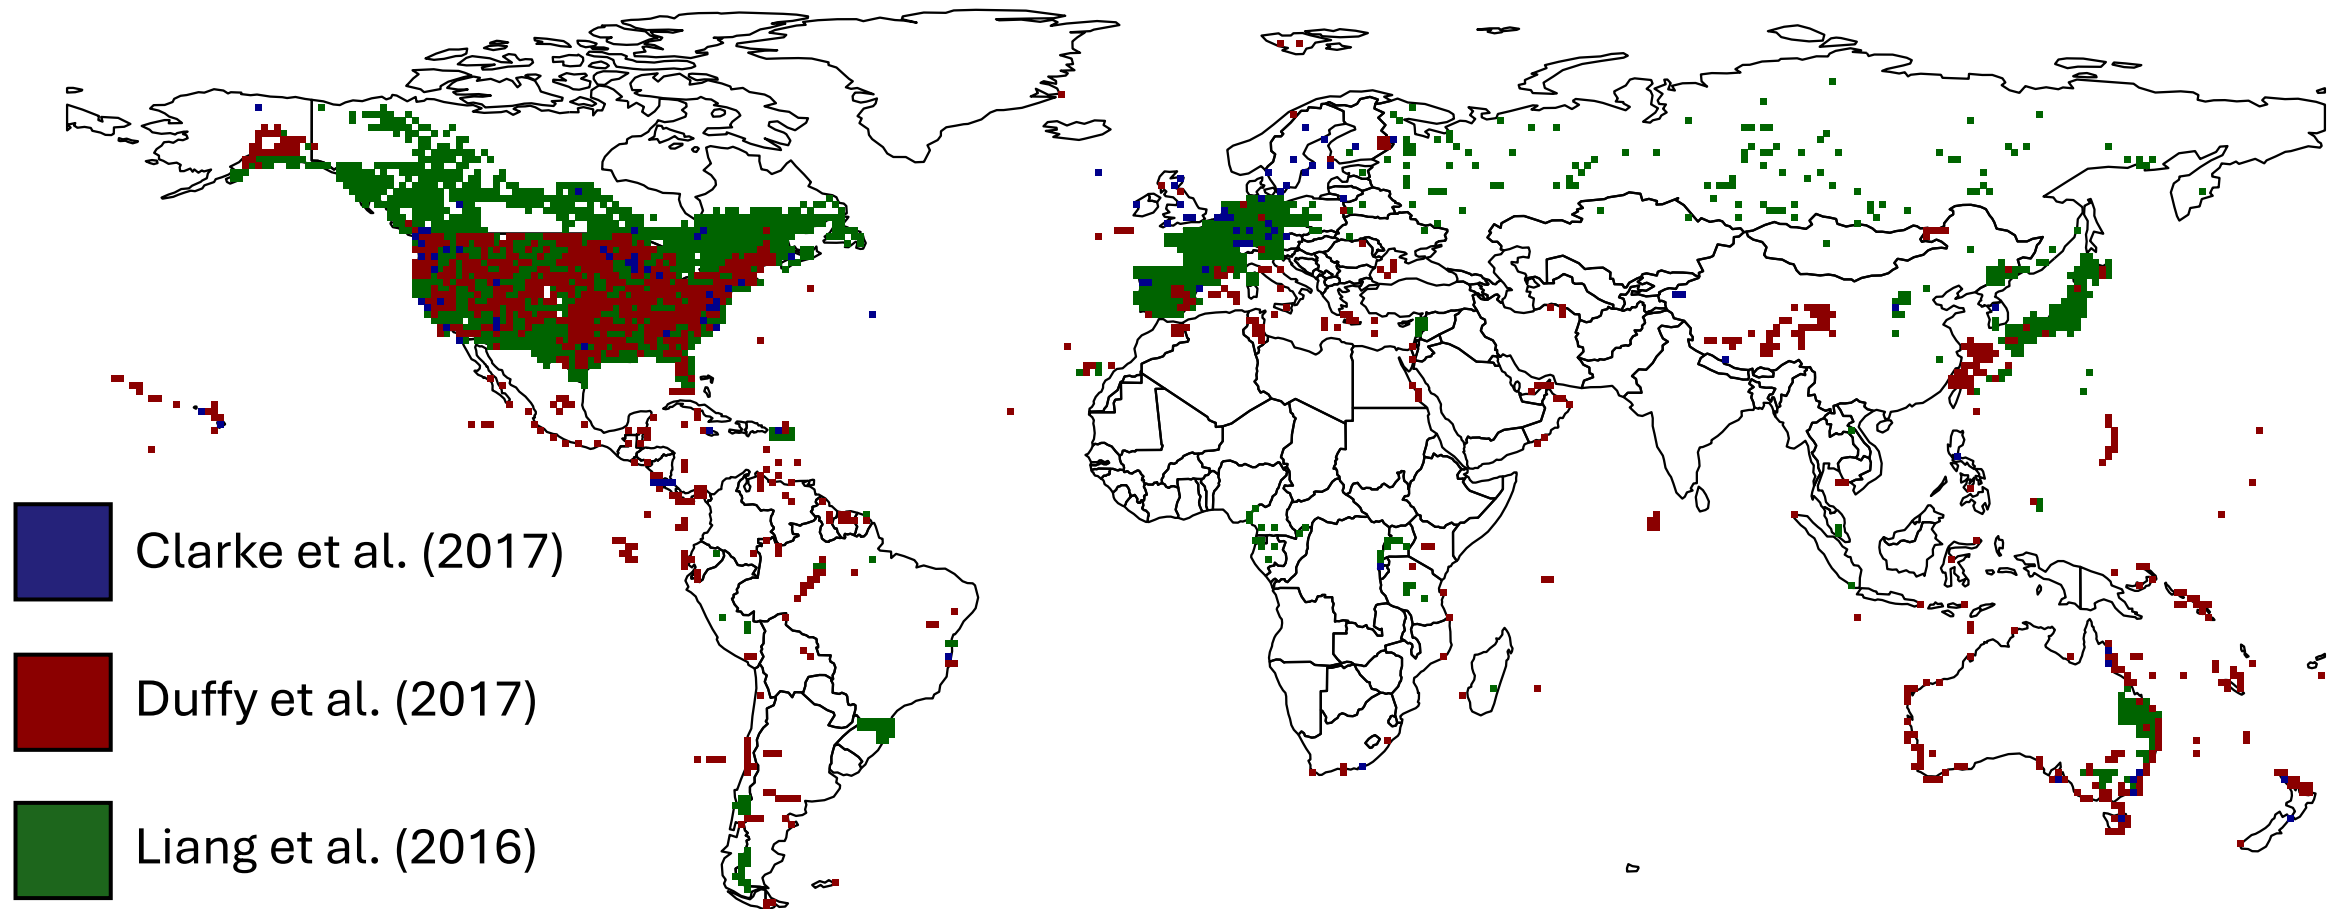 Clarke et al. (2017)
Duffy et al. (2017)
Liang et al. (2016)